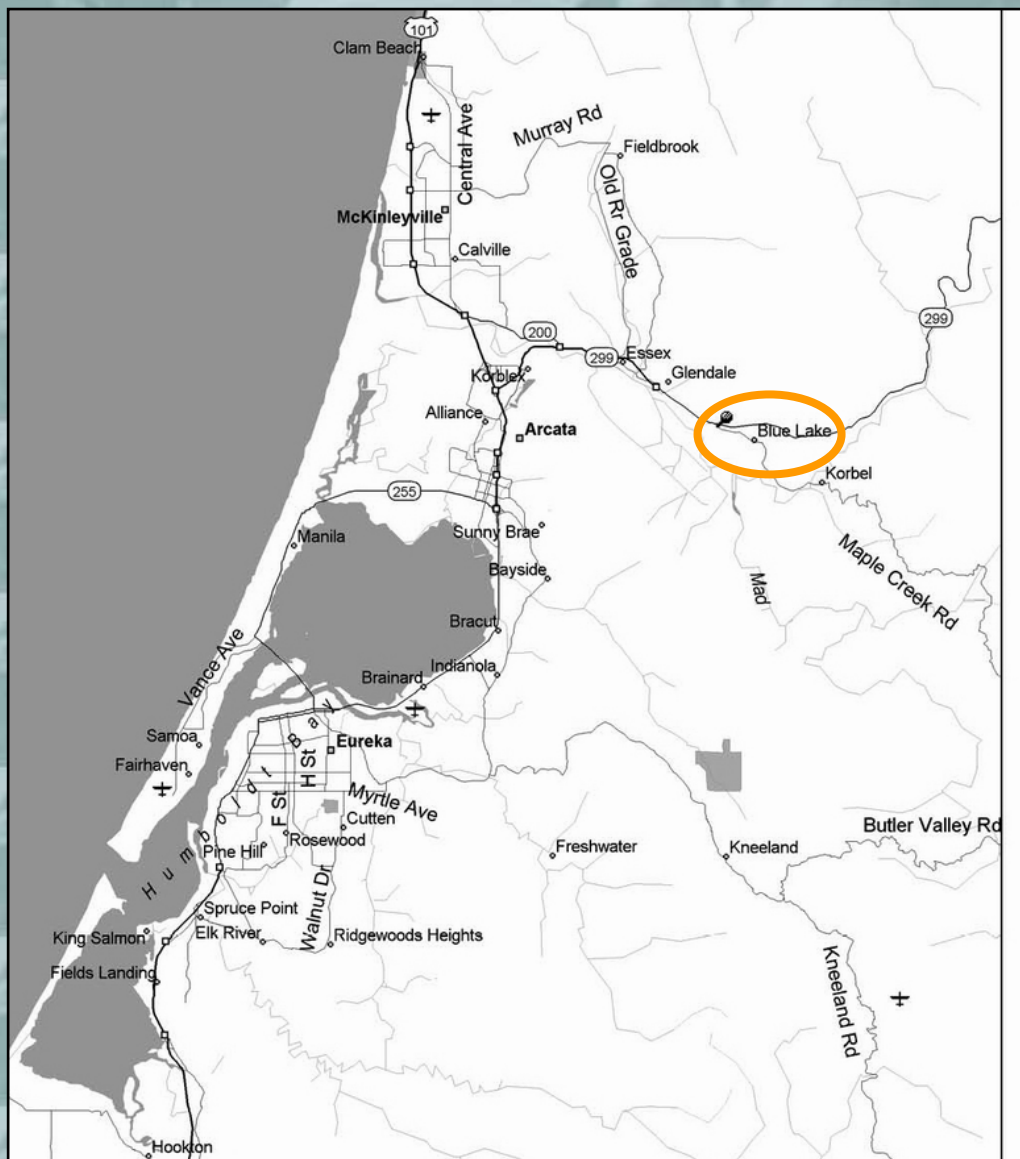 101
Clam Beach
Murray Rd
Central Ave
Fieldbrook
Old Rr Grade
McKinleyville
Calville
299
200
299
Essex
Korblex
Glendale
Alliance
Arcata
Blue Lake
Korbel
255
Sunny Brae
Manila
Maple Creek Rd
Bayside
Mad
Bracut
Vance Ave
Indianola
Brainard
Humboldt Bay
Samoa
Eureka
H St
Fairhaven
F St
Myrtle Ave
Cutten
Butler Valley Rd
Rosewood
Pine Hill
Freshwater
Kneeland
Walnut Dr
Spruce Point
Elk River
King Salmon
Ridgewoods Heights
Fields Landing
Kneeland Rd
Hookton